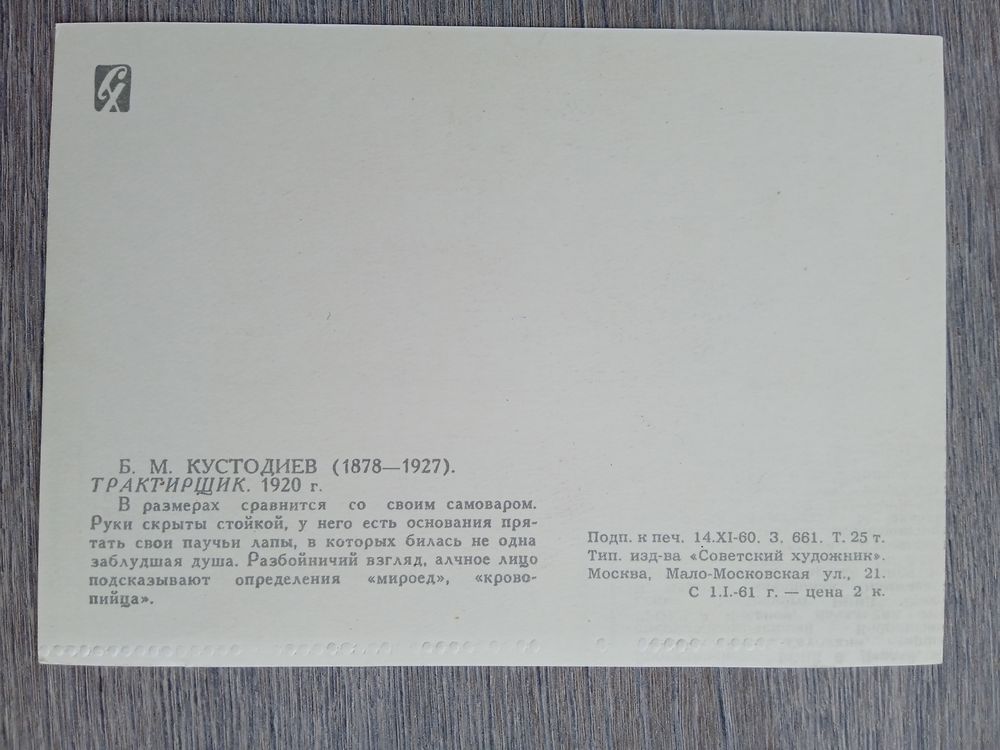 СХ
Б. М. КУСТОДИЕВ (1878—1927).
ТРАКТИРЩИК. 1920 г.
В размерах сравнится со своим самоваром.
Руки скрыты стойкой, у него есть основания пря-
тать свои паучьи лапы, в которых билась не одна
заблудшая душа. Разбойничий взгляд, алчное лицо
подсказывают определения «мироед», «крово-
пийца».
Подп. к печ. 14.XI-60. З. 661. Т. 25 т.
Тип. изд-ва «Советский художник».
Москва, Мало-Московская ул., 21.
С 1.I.-61 г. — цена 2 к.